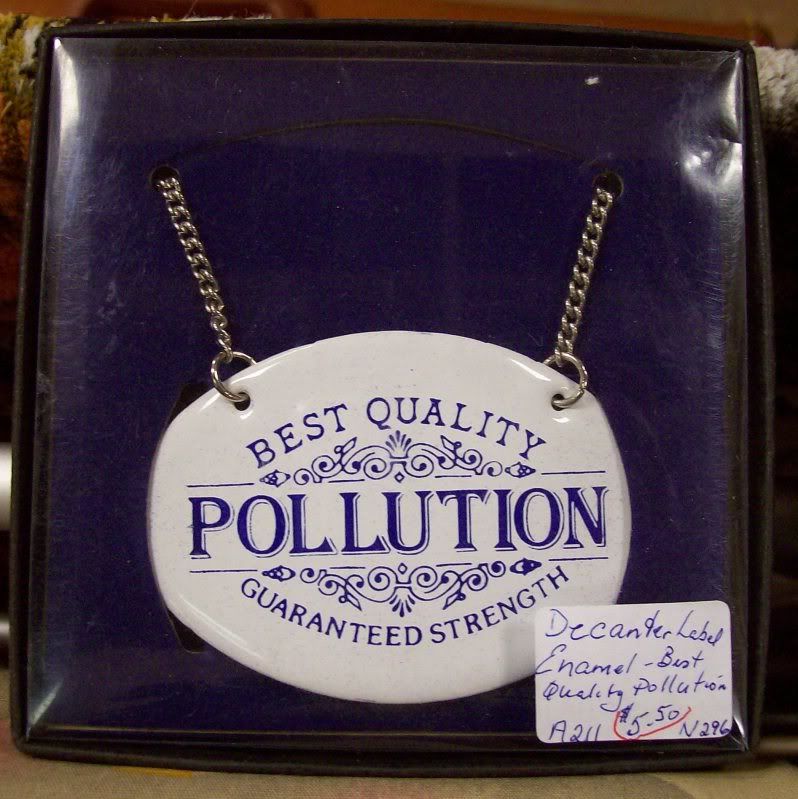 BEST QUALITY
POLLUTION
GUARANTEED STRENGTH
Decanter Label
Enamel - Best
Quality Pollution
$5.50
A211 N296